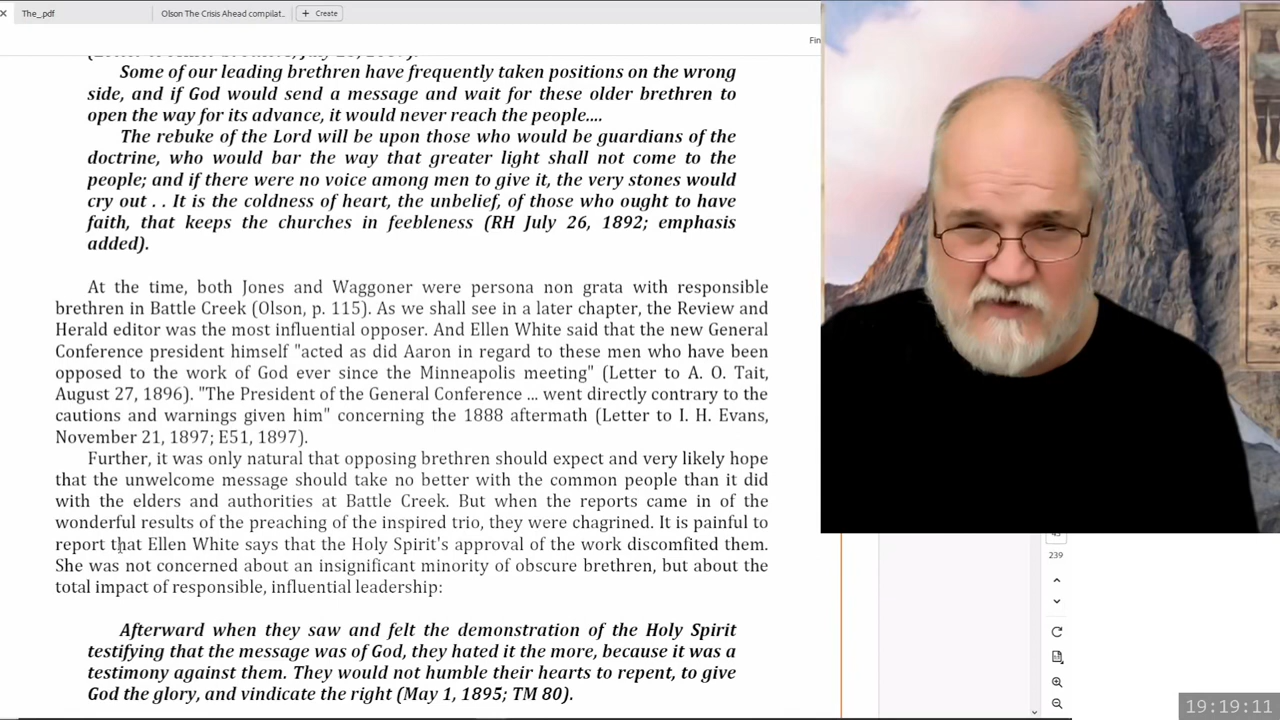 The_.pdf
Olson The Crisis Ahead compilat..
+ Create
Fin
Some of our leading brethren have frequently taken positions on the wrong
side, and if God would send a message and wait for these older brethren to
open the way for its advance, it would never reach the people....
The rebuke of the Lord will be upon those who would be guardians of the
doctrine, who would bar the way that greater light shall not come to the
people; and if there were no voice among men to give it, the very stones would
cry out . . It is the coldness of heart, the unbelief, of those who ought to have
faith, that keeps the churches in feebleness (RH July 26, 1892; emphasis
added).
At the time, both Jones and Waggoner were persona non grata with responsible
brethren in Battle Creek (Olson, p. 115). As we shall see in a later chapter, the Review and
Herald editor was the most influential opposer. And Ellen White said that the new General
Conference president himself "acted as did Aaron in regard to these men who have been
opposed to the work of God ever since the Minneapolis meeting" (Letter to A. O. Tait,
August 27, 1896). "The President of the General Conference ... went directly contrary to the
cautions and warnings given him" concerning the 1888 aftermath (Letter to I. H. Evans,
November 21, 1897; E51, 1897).
Further, it was only natural that opposing brethren should expect and very likely hope
that the unwelcome message should take no better with the common people than it did
with the elders and authorities at Battle Creek. But when the reports came in of the
wonderful results of the preaching of the inspired trio, they were chagrined. It is painful to
report that Ellen White says that the Holy Spirit's approval of the work discomfited them.
She was not concerned about an insignificant minority of obscure brethren, but about the
total impact of responsible, influential leadership:
Afterward when they saw and felt the demonstration of the Holy Spirit
testifying that the message was of God, they hated it the more, because it was a
testimony against them. They would not humble their hearts to repent, to give
God the glory, and vindicate the right (May 1, 1895; TM 80).
239
19:19:11